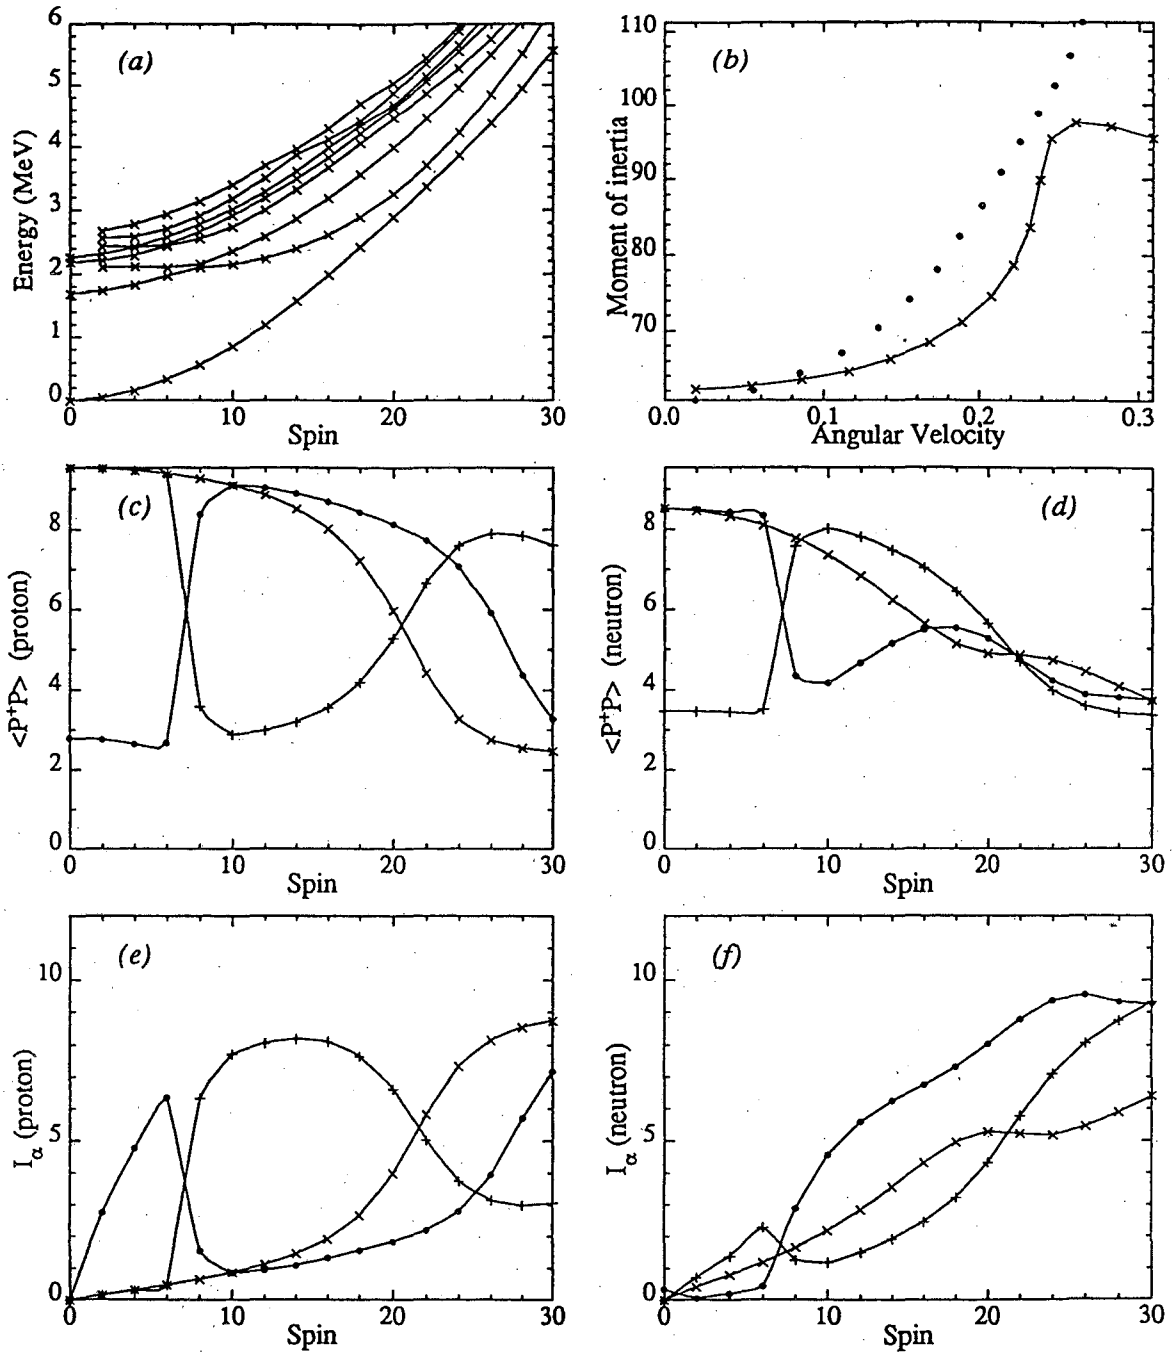 (a)
Energy (MeV)
6
5
4
3
2
1
0
0
10
20
30
Spin
(b)
Moment of inertia
110
100
90
80
70
0.0
0.1
0.2
0.3
Angular Velocity
(c)
<P⁺P> (proton)
8
6
4
2
0
0
10
20
30
Spin
(d)
<P⁺P> (neutron)
8
6
4
2
0
0
10
20
30
Spin
(e)
Iα (proton)
10
5
0
0
10
20
30
Spin
(f)
Iα (neutron)
10
5
0
0
10
20
30
Spin